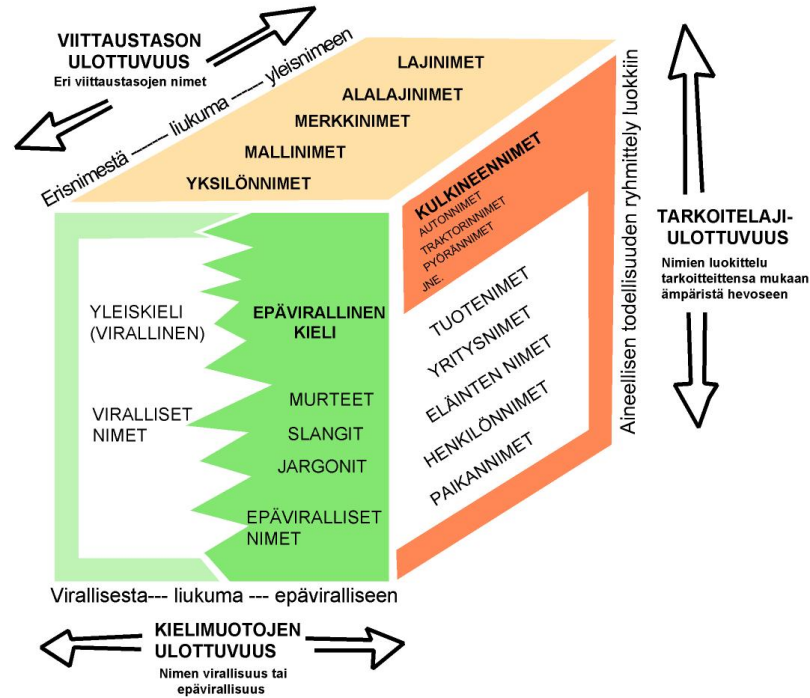 VIITTAUSTASON
ULOTTUVUUS
Eri viittaustasojen nimet
Erisnimestä --- liukuma ----- yleisnimeen
LAJINIMET
ALALAJINIMET
MERKKINIMET
MALLINIMET
YKSILÖNNIMET
KULKINEENNIMET
AUTONNIMET
TRAKTORINNIMET
PYÖRÄNNIMET
JNE.
TUOTENIMET
YRITYSNIMET
ELÄINTEN NIMET
HENKILÖNNIMET
PAIKANNIMET
Aineellisen todellisuuden ryhmittely luokkiin
TARKOITELAJI-
ULOTTUVUUS
Nimien luokittelu
tarkoitteittensa mukaan
ämpäristä hevoseen
YLEISKIELI
(VIRALLINEN)
VIRALLISET
NIMET
EPÄVIRALLINEN
KIELI
MURTEET
SLANGIT
JARGONIT
EPÄVIRALLISET
NIMET
Virallisesta--- liukuma --- epäviralliseen
KIELIMUOTOJEN
ULOTTUVUUS
Nimen virallisuus tai
epävirallisuus